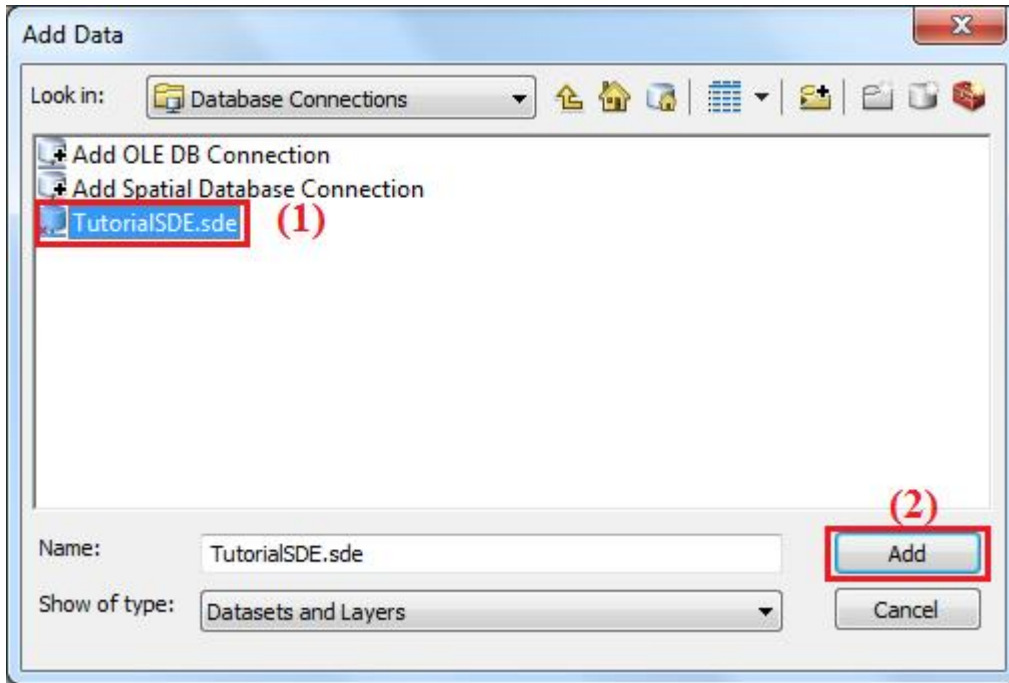 Add Data
Look in: Database Connections
Add OLE DB Connection
Add Spatial Database Connection
TutorialSDE.sde (1)
(2)
Name: TutorialSDE.sde Add
Show of type: Datasets and Layers Cancel